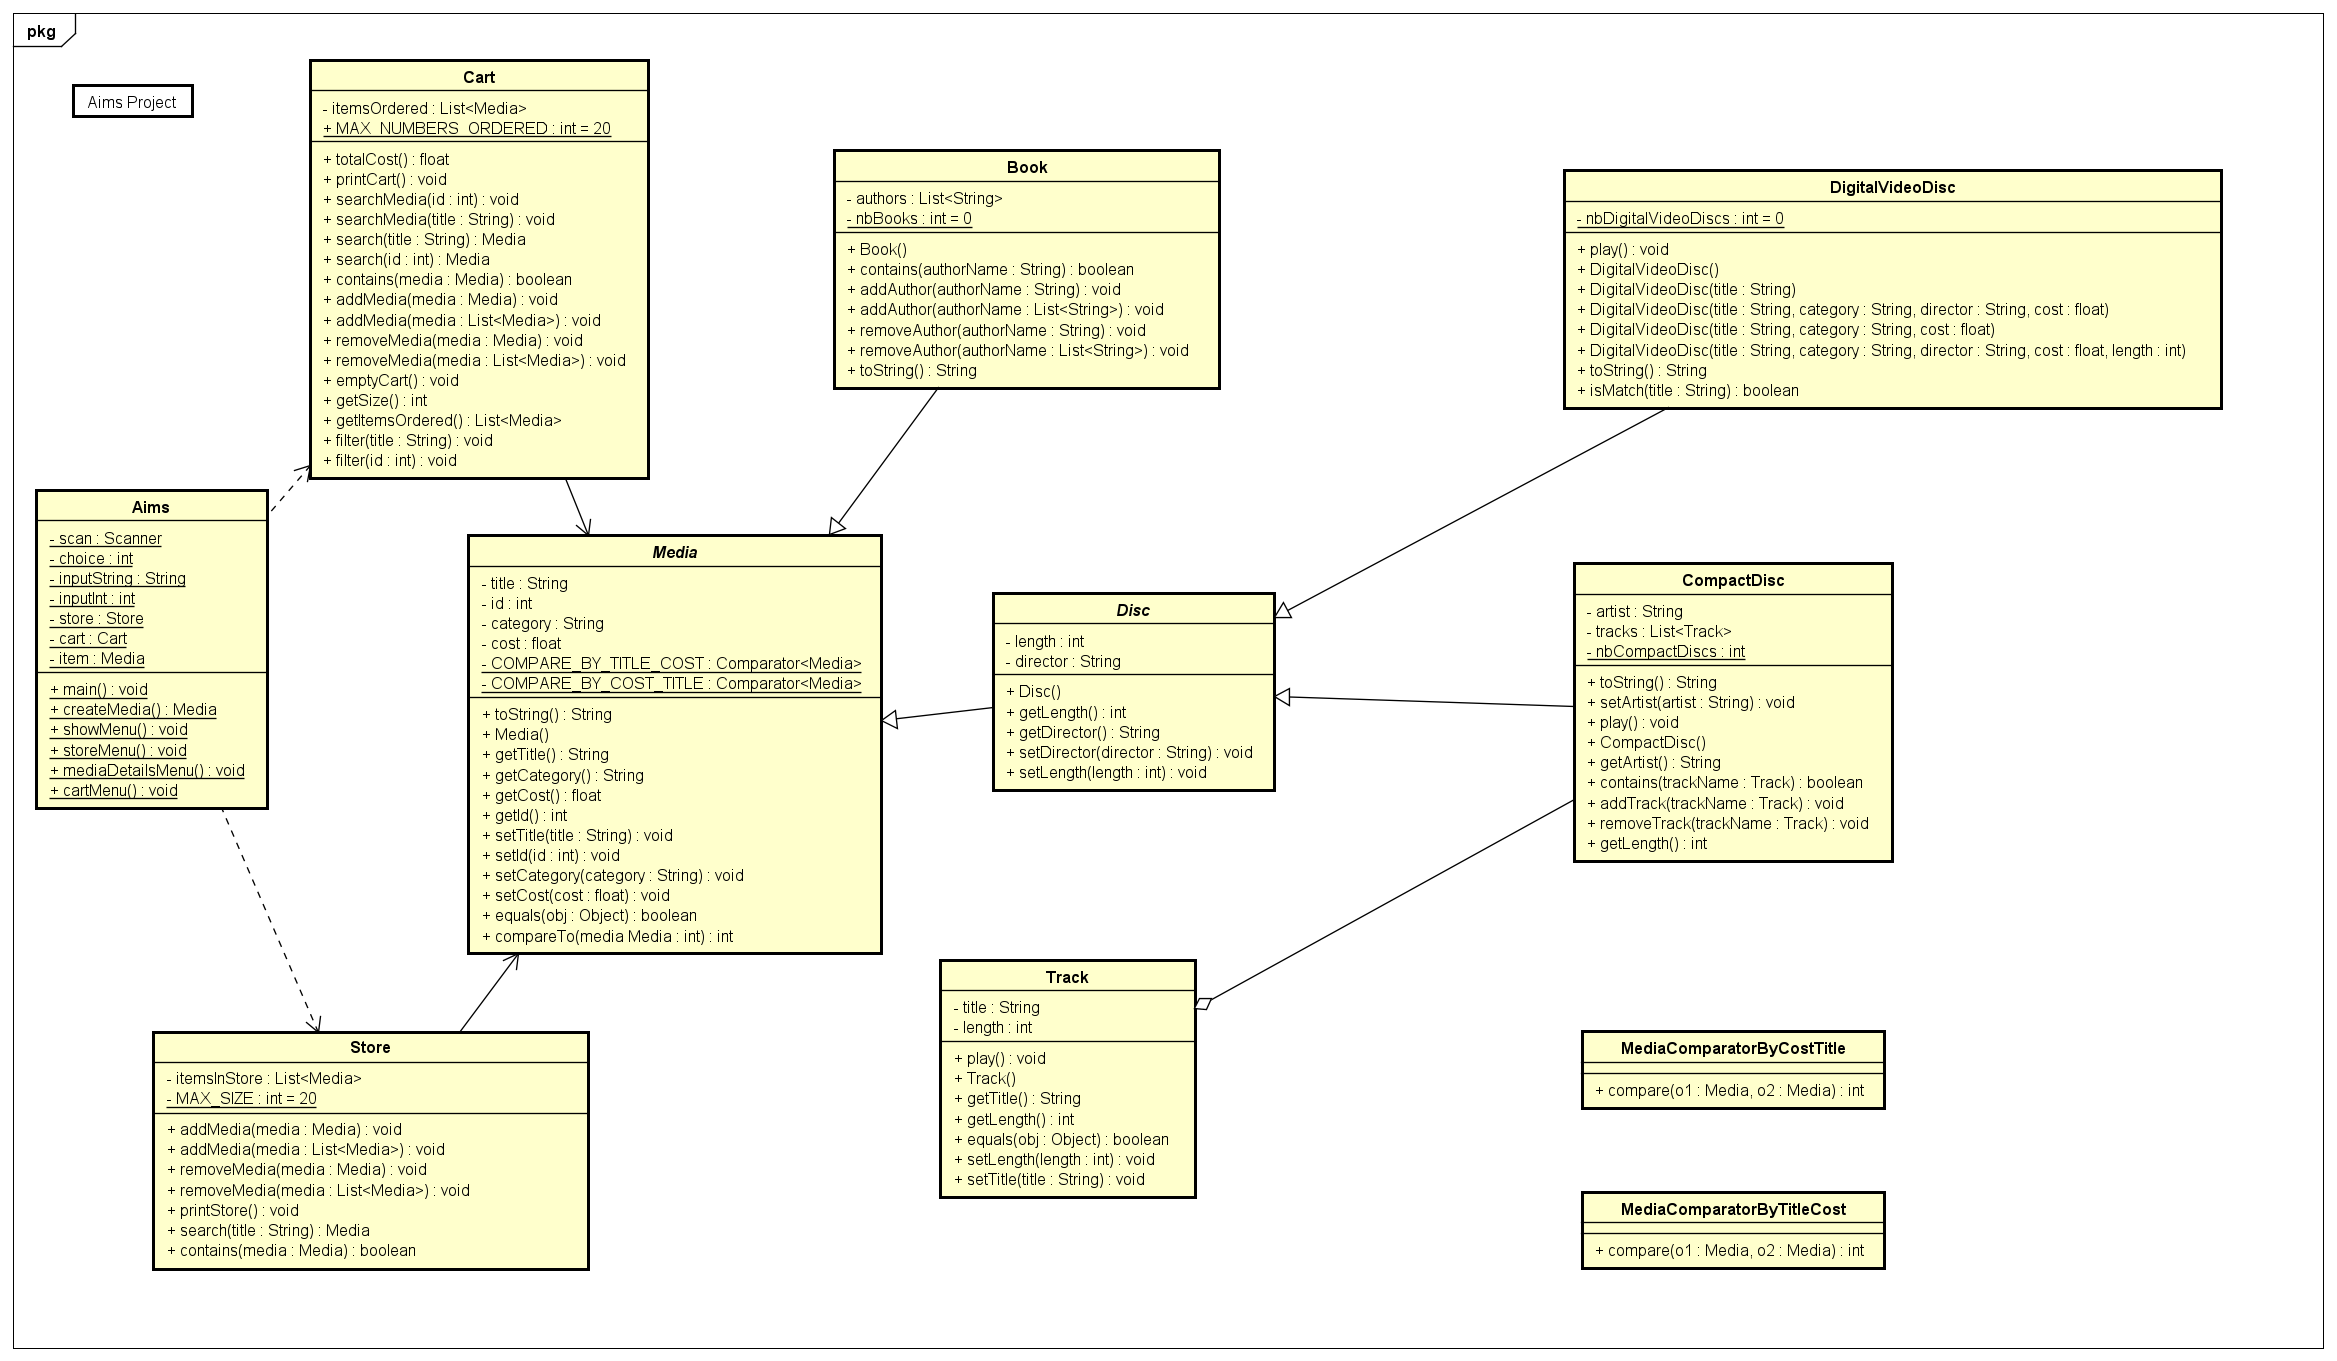 pkg
Aims Project
Cart
- itemsOrdered : List<Media>
+ MAX_NUMBERS_ORDERED : int = 20
+ totalCost() : float
+ printCart() : void
+ searchMedia(id : int) : void
+ searchMedia(title : String) : void
+ search(title : String) : Media
+ search(id : int) : Media
+ contains(media : Media) : boolean
+ addMedia(media : Media) : void
+ addMedia(media : List<Media>) : void
+ removeMedia(media : Media) : void
+ removeMedia(media : List<Media>) : void
+ emptyCart() : void
+ getSize() : int
+ getItemsOrdered() : List<Media>
+ filter(title : String) : void
+ filter(id : int) : void
Book
- authors : List<String>
- nbBooks : int = 0
+ Book()
+ contains(authorName : String) : boolean
+ addAuthor(authorName : String) : void
+ addAuthor(authorName : List<String>) : void
+ removeAuthor(authorName : String) : void
+ removeAuthor(authorName : List<String>) : void
+ toString() : String
DigitalVideoDisc
- nbDigitalVideoDiscs : int = 0
+ play() : void
+ DigitalVideoDisc()
+ DigitalVideoDisc(title : String)
+ DigitalVideoDisc(title : String, category : String, director : String, cost : float)
+ DigitalVideoDisc(title : String, category : String, cost : float)
+ DigitalVideoDisc(title : String, category : String, director : String, cost : float, length : int)
+ toString() : String
+ isMatch(title : String) : boolean
Aims
- scan : Scanner
- choice : int
- inputString : String
- inputInt : int
- store : Store
- cart : Cart
- item : Media
+ main() : void
+ createMedia() : Media
+ showMenu() : void
+ storeMenu() : void
+ mediaDetailsMenu() : void
+ cartMenu() : void
Media
- title : String
- id : int
- category : String
- cost : float
- COMPARE_BY_TITLE_COST : Comparator<Media>
- COMPARE_BY_COST_TITLE : Comparator<Media>
+ toString() : String
+ Media()
+ getTitle() : String
+ getCategory() : String
+ getCost() : float
+ getId() : int
+ setTitle(title : String) : void
+ setId(id : int) : void
+ setCategory(category : String) : void
+ setCost(cost : float) : void
+ equals(obj : Object) : boolean
+ compareTo(media Media : int) : int
Disc
- length : int
- director : String
+ Disc()
+ getLength() : int
+ getDirector() : String
+ setDirector(director : String) : void
+ setLength(length : int) : void
CompactDisc
- artist : String
- tracks : List<Track>
- nbCompactDiscs : int
+ toString() : String
+ setArtist(artist : String) : void
+ play() : void
+ CompactDisc()
+ getArtist() : String
+ contains(trackName : Track) : boolean
+ addTrack(trackName : Track) : void
+ removeTrack(trackName : Track) : void
+ getLength() : int
Track
- title : String
- length : int
+ play() : void
+ Track()
+ getTitle() : String
+ getLength() : int
+ equals(obj : Object) : boolean
+ setLength(length : int) : void
+ setTitle(title : String) : void
Store
- itemsInStore : List<Media>
- MAX_SIZE : int = 20
+ addMedia(media : Media) : void
+ addMedia(media : List<Media>) : void
+ removeMedia(media : Media) : void
+ removeMedia(media : List<Media>) : void
+ printStore() : void
+ search(title : String) : Media
+ contains(media : Media) : boolean
MediaComparatorByCostTitle
+ compare(o1 : Media, o2 : Media) : int
MediaComparatorByTitleCost
+ compare(o1 : Media, o2 : Media) : int